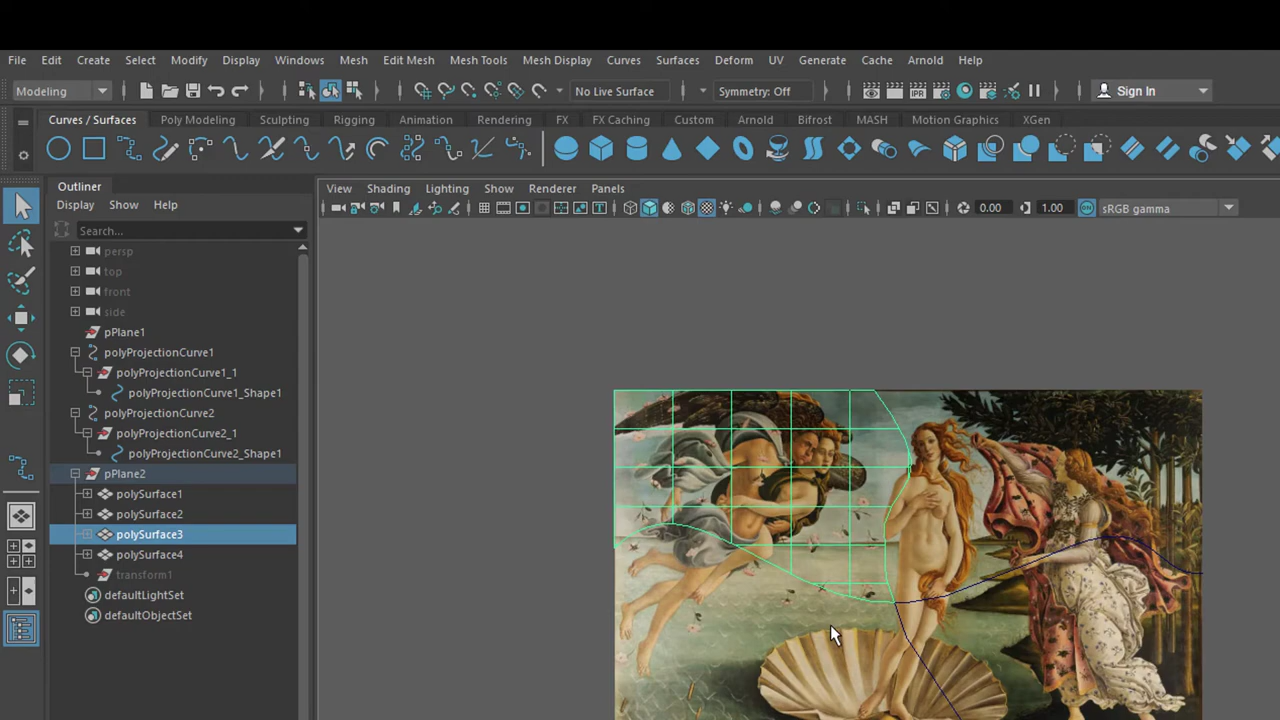 File Edit Create Select Modify Display Windows Mesh Edit Mesh Mesh Tools Mesh Display Curves Surfaces Deform UV Generate Cache Arnold Help
Modeling No Live Surface Symmetry: Off IPR Sign In
Curves / Surfaces Poly Modeling Sculpting Rigging Animation Rendering FX FX Caching Custom Arnold Bifrost MASH Motion Graphics XGen
Outliner
Display Show Help
Search...
View Shading Lighting Show Renderer Panels
0.00 1.00 ON sRGB gamma
persp
top
front
side
pPlane1
polyProjectionCurve1
polyProjectionCurve1_1
polyProjectionCurve1_Shape1
polyProjectionCurve2
polyProjectionCurve2_1
polyProjectionCurve2_Shape1
pPlane2
polySurface1
polySurface2
polySurface3
polySurface4
transform1
defaultLightSet
defaultObjectSet